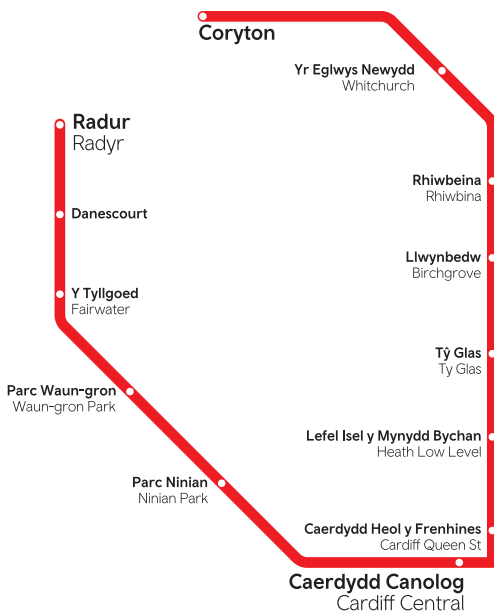 Coryton
Yr Eglwys Newydd
Whitchurch
Radur
Radyr
Rhiwbeina
Rhiwbina
Danescourt
Llwynbedw
Birchgrove
Y Tyllgoed
Fairwater
Tŷ Glas
Ty Glas
Parc Waun-gron
Waun-gron Park
Lefel Isel y Mynydd Bychan
Heath Low Level
Parc Ninian
Ninian Park
Caerdydd Heol y Frenhines
Cardiff Queen St
Caerdydd Canolog
Cardiff Central